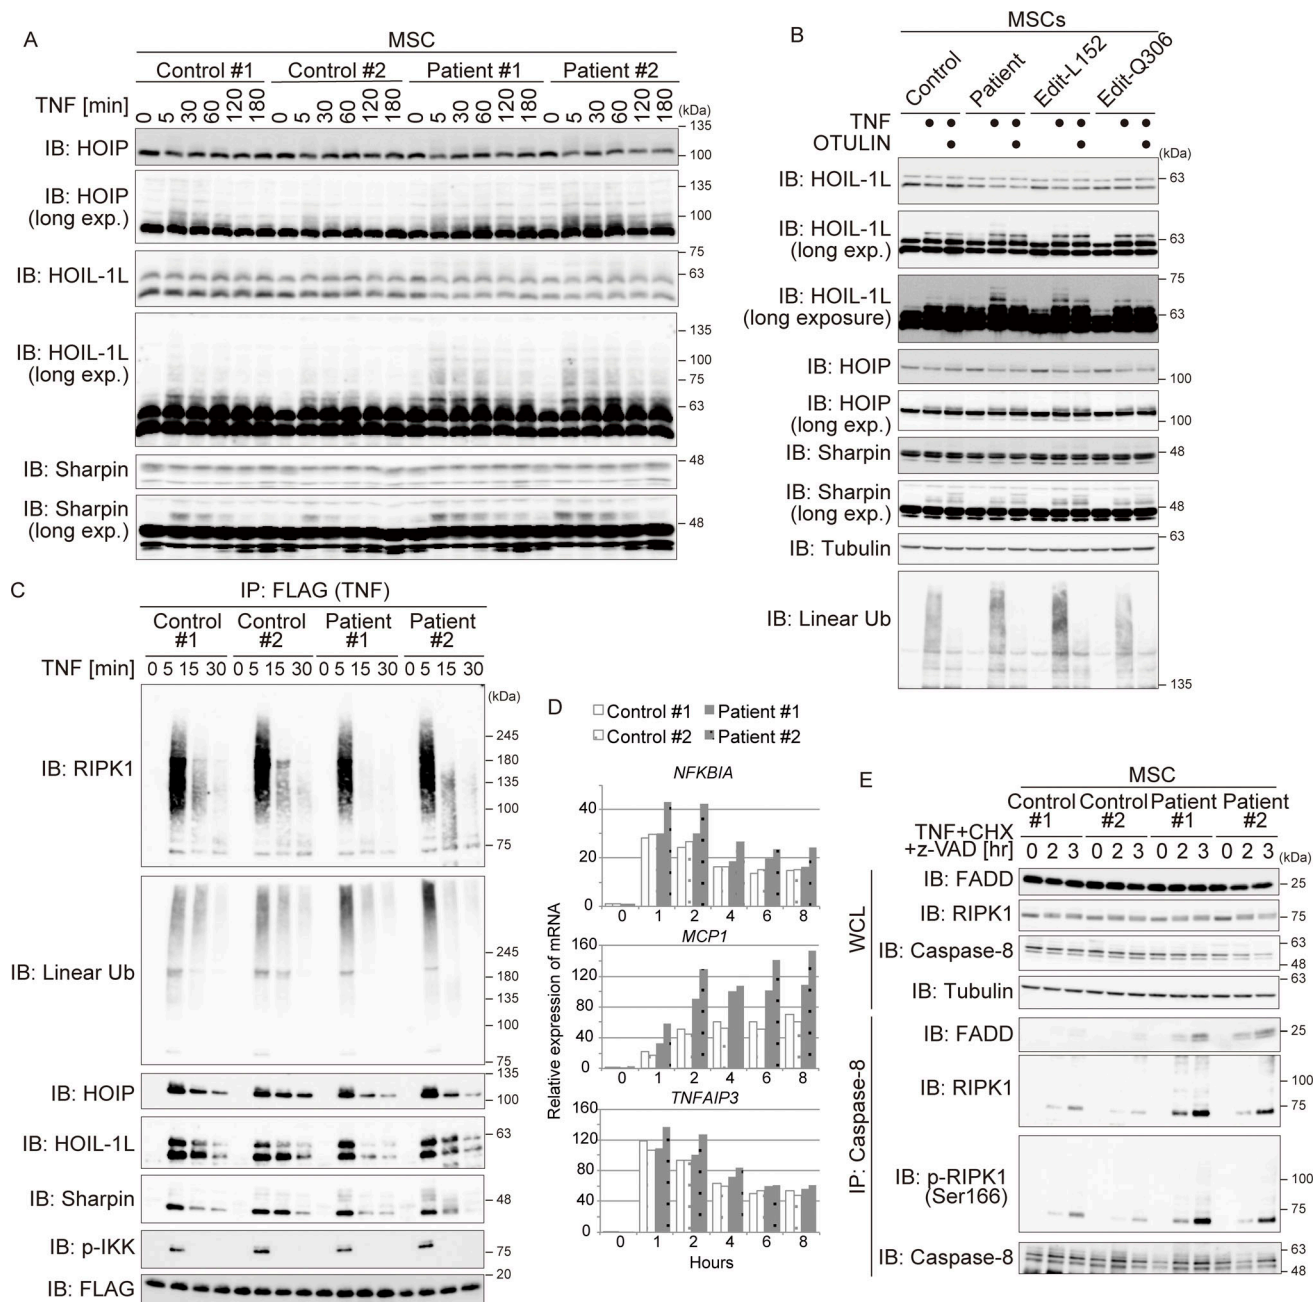 A
MSC
Control #1 Control #2 Patient #1 Patient #2
TNF [min] 0 5 30 60 120 180 0 5 30 60 120 180 0 5 30 60 120 180 0 5 30 60 120 180 (kDa)
IB: HOIP
135
100
IB: HOIP
(long exp.)
135
100
75
IB: HOIL-1L
63
IB: HOIL-1L
(long exp.)
135
100
75
63
IB: Sharpin
48
IB: Sharpin
(long exp.)
48
B
MSCs
Control Patient Edit-L152 Edit-Q306
TNF
OTULIN
(kDa)
IB: HOIL-1L
63
IB: HOIL-1L
(long exp.)
63
IB: HOIL-1L
(long exposure)
75
63
IB: HOIP
100
IB: HOIP
(long exp.)
100
IB: Sharpin
48
IB: Sharpin
(long exp.)
48
IB: Tubulin
63
IB: Linear Ub
135
C
IP: FLAG (TNF)
Control Control Patient Patient
#1 #2 #1 #2
TNF [min] 0 5 15 30 0 5 15 30 0 5 15 30 0 5 15 30
(kDa)
IB: RIPK1
245
180
135
100
75
IB: Linear Ub
245
180
135
100
75
IB: HOIP
135
100
IB: HOIL-1L
63
IB: Sharpin
48
IB: p-IKK
75
IB: FLAG
20
D
Control #1 Patient #1
Control #2 Patient #2
Relative expression of mRNA
NFKBIA
40
20
0
0 1 2 4 6 8
MCP1
160
120
80
40
0
0 1 2 4 6 8
TNFAIP3
160
120
80
40
0
0 1 2 4 6 8
Hours
E
MSC
Control Control Patient Patient
#1 #2 #1 #2
TNF+CHX
+z-VAD [hr] 0 2 3 0 2 3 0 2 3 0 2 3 (kDa)
WCL
IB: FADD
25
IB: RIPK1
75
IB: Caspase-8
63
48
IB: Tubulin
IP: Caspase-8
IB: FADD
25
IB: RIPK1
100
75
IB: p-RIPK1
(Ser166)
100
75
IB: Caspase-8
63
48